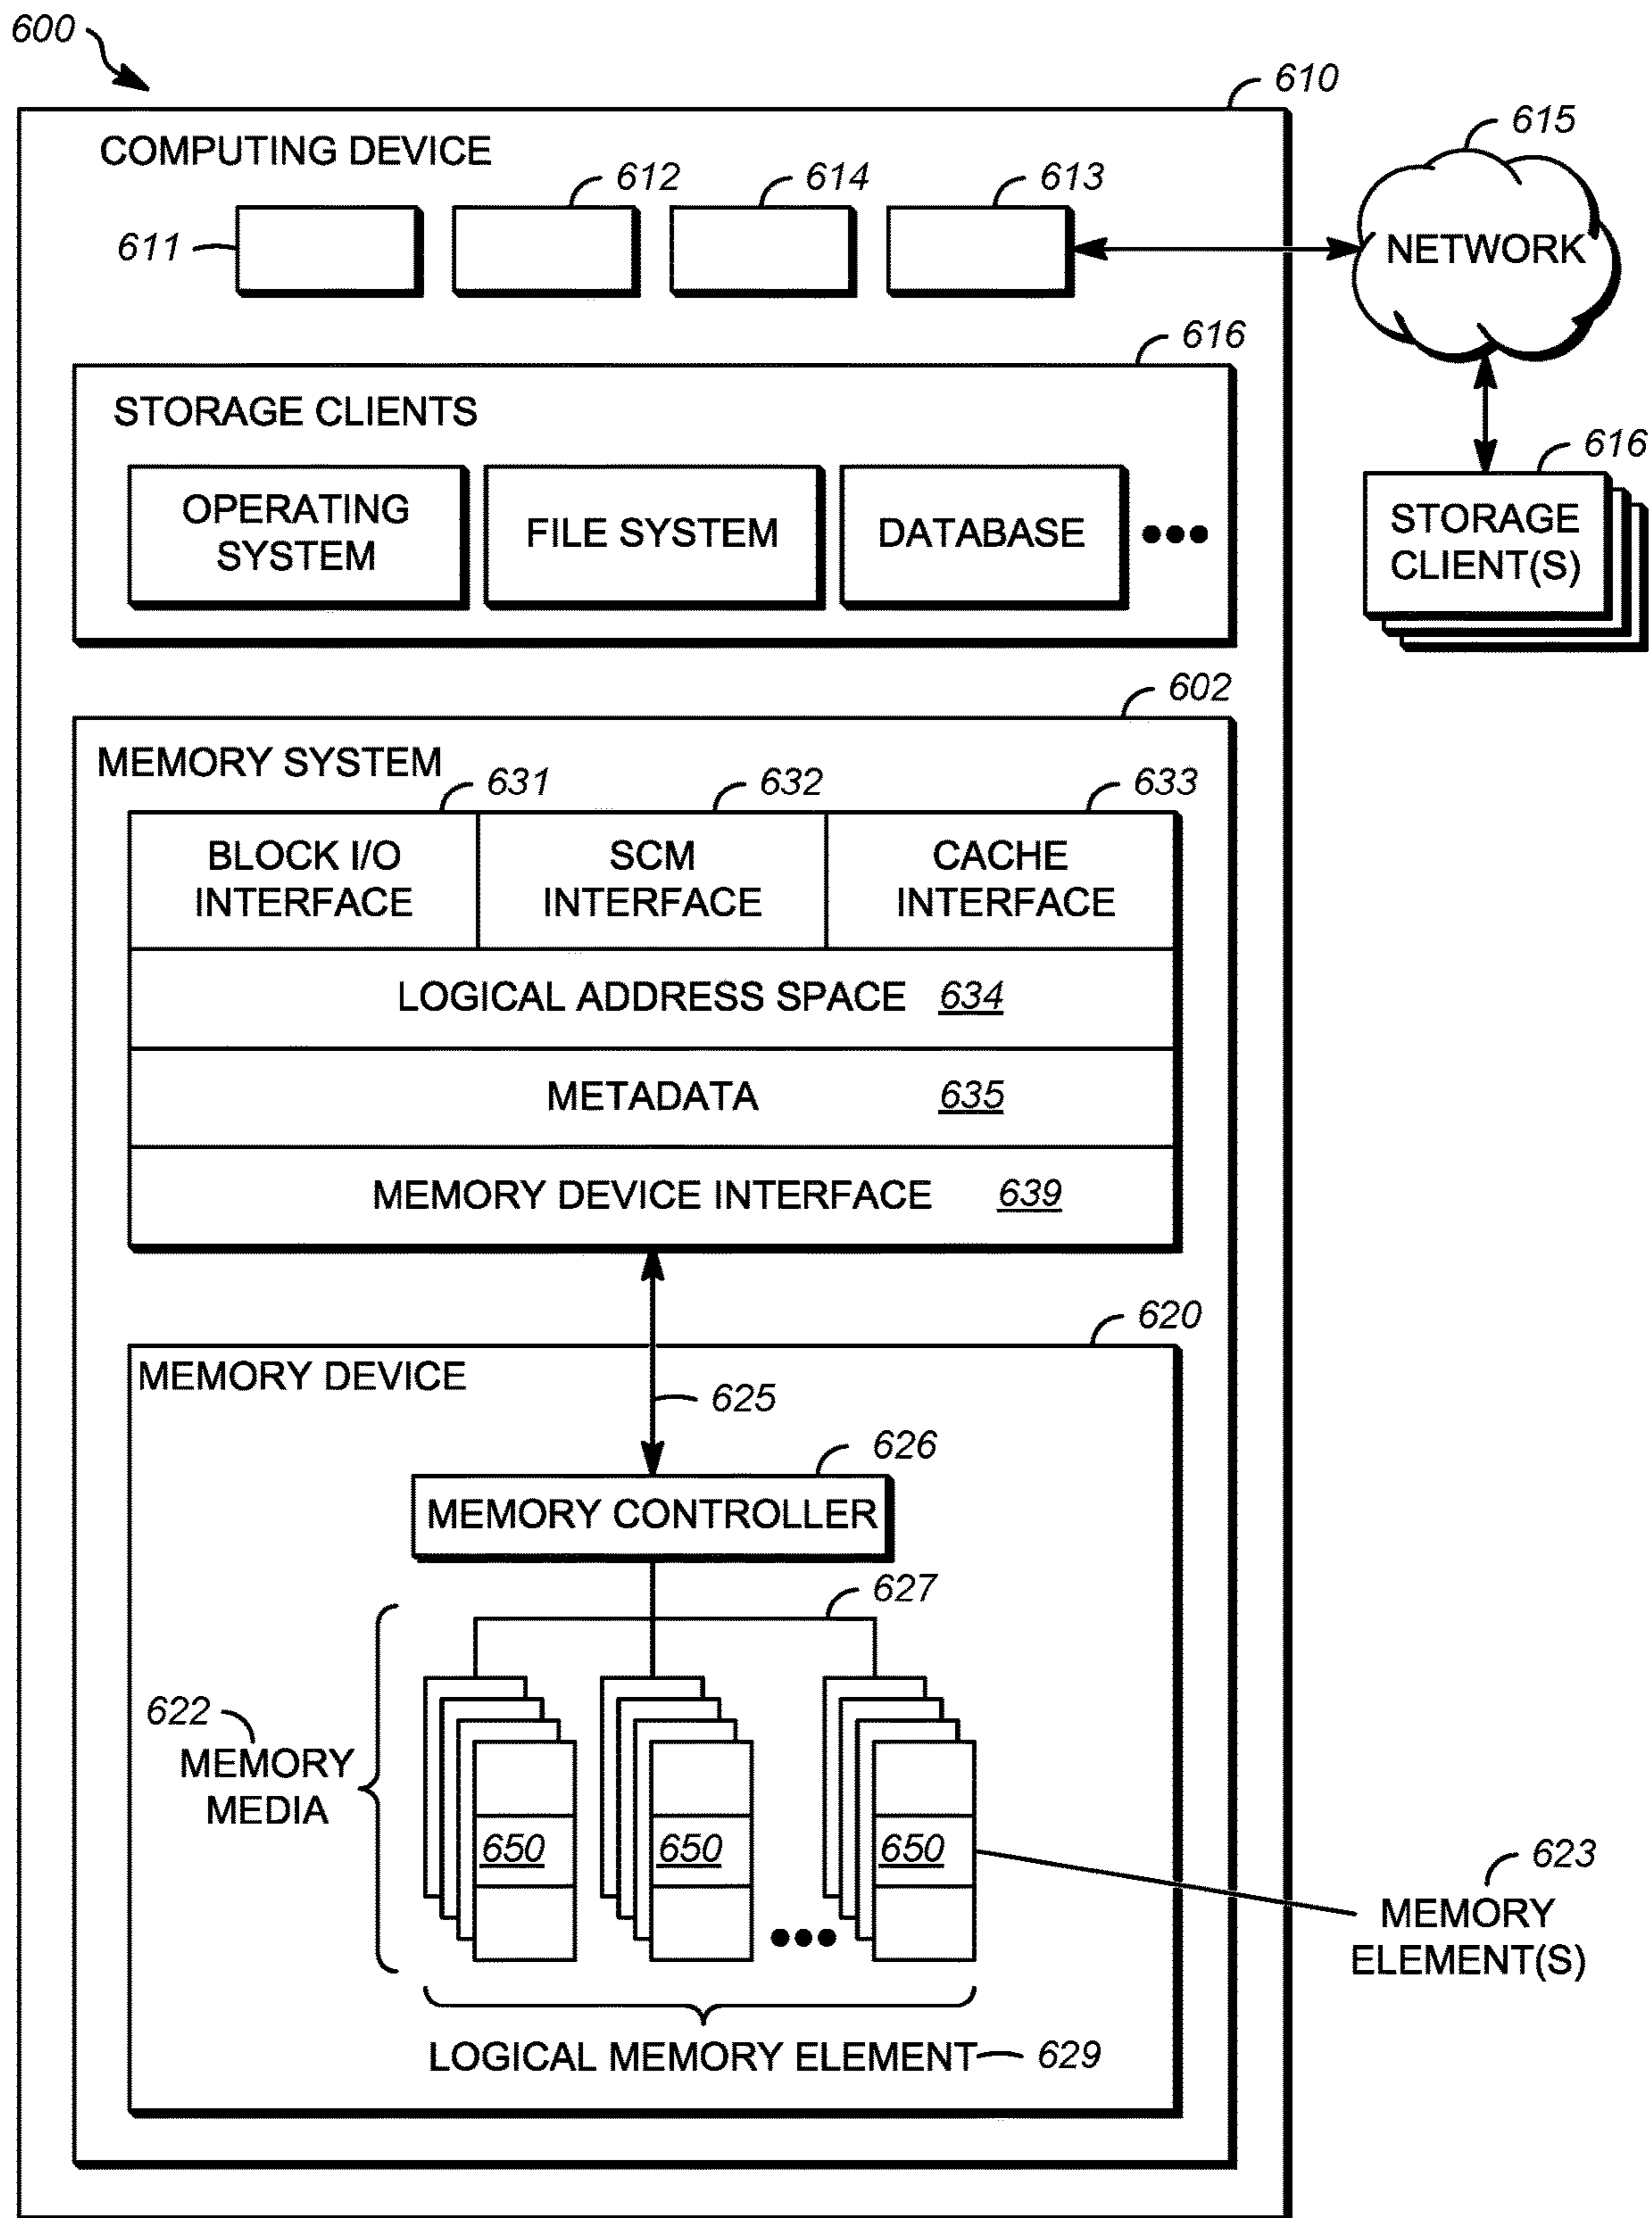 600
610
COMPUTING DEVICE
615
612
614
613
611
NETWORK
616
STORAGE CLIENTS
616
OPERATING
SYSTEM
FILE SYSTEM
DATABASE
STORAGE
CLIENT(S)
602
MEMORY SYSTEM
631
632
633
BLOCK I/O
INTERFACE
SCM
INTERFACE
CACHE
INTERFACE
LOGICAL ADDRESS SPACE 634
METADATA 635
MEMORY DEVICE INTERFACE 639
620
MEMORY DEVICE
625
626
MEMORY CONTROLLER
627
622
MEMORY
MEDIA
650
650
650
623
MEMORY
ELEMENT(S)
LOGICAL MEMORY ELEMENT 629